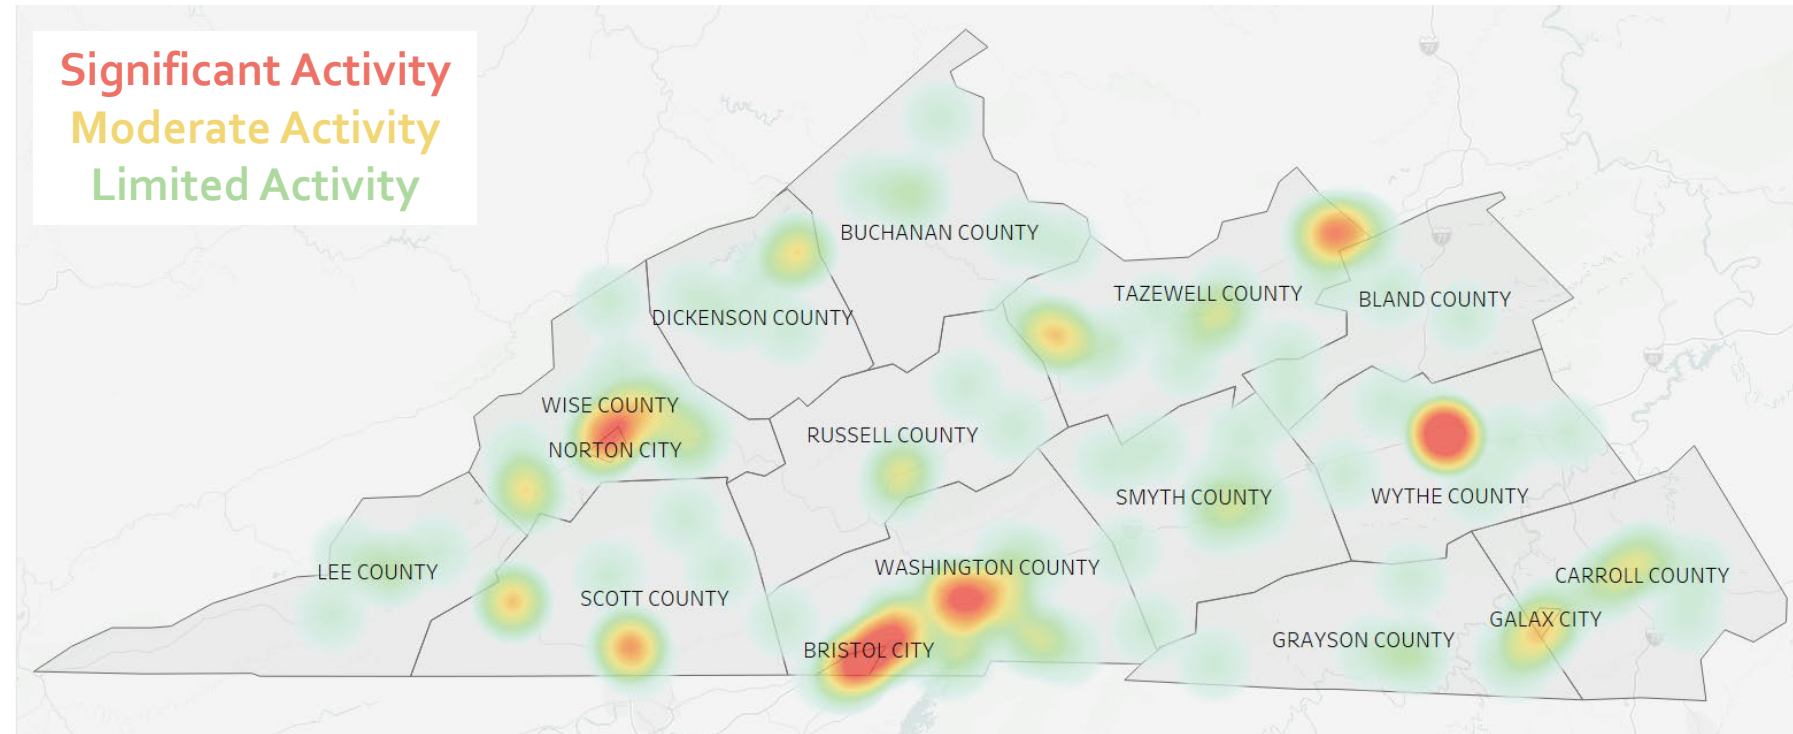 Significant Activity
Moderate Activity
Limited Activity
BUCHANAN COUNTY
TAZEWELL COUNTY
BLAND COUNTY
DICKENSON COUNTY
WISE COUNTY
RUSSELL COUNTY
NORTON CITY
SMYTH COUNTY
WYTHE COUNTY
LEE COUNTY
WASHINGTON COUNTY
CARROLL COUNTY
SCOTT COUNTY
GALAX CITY
GRAYSON COUNTY
BRISTOL CITY